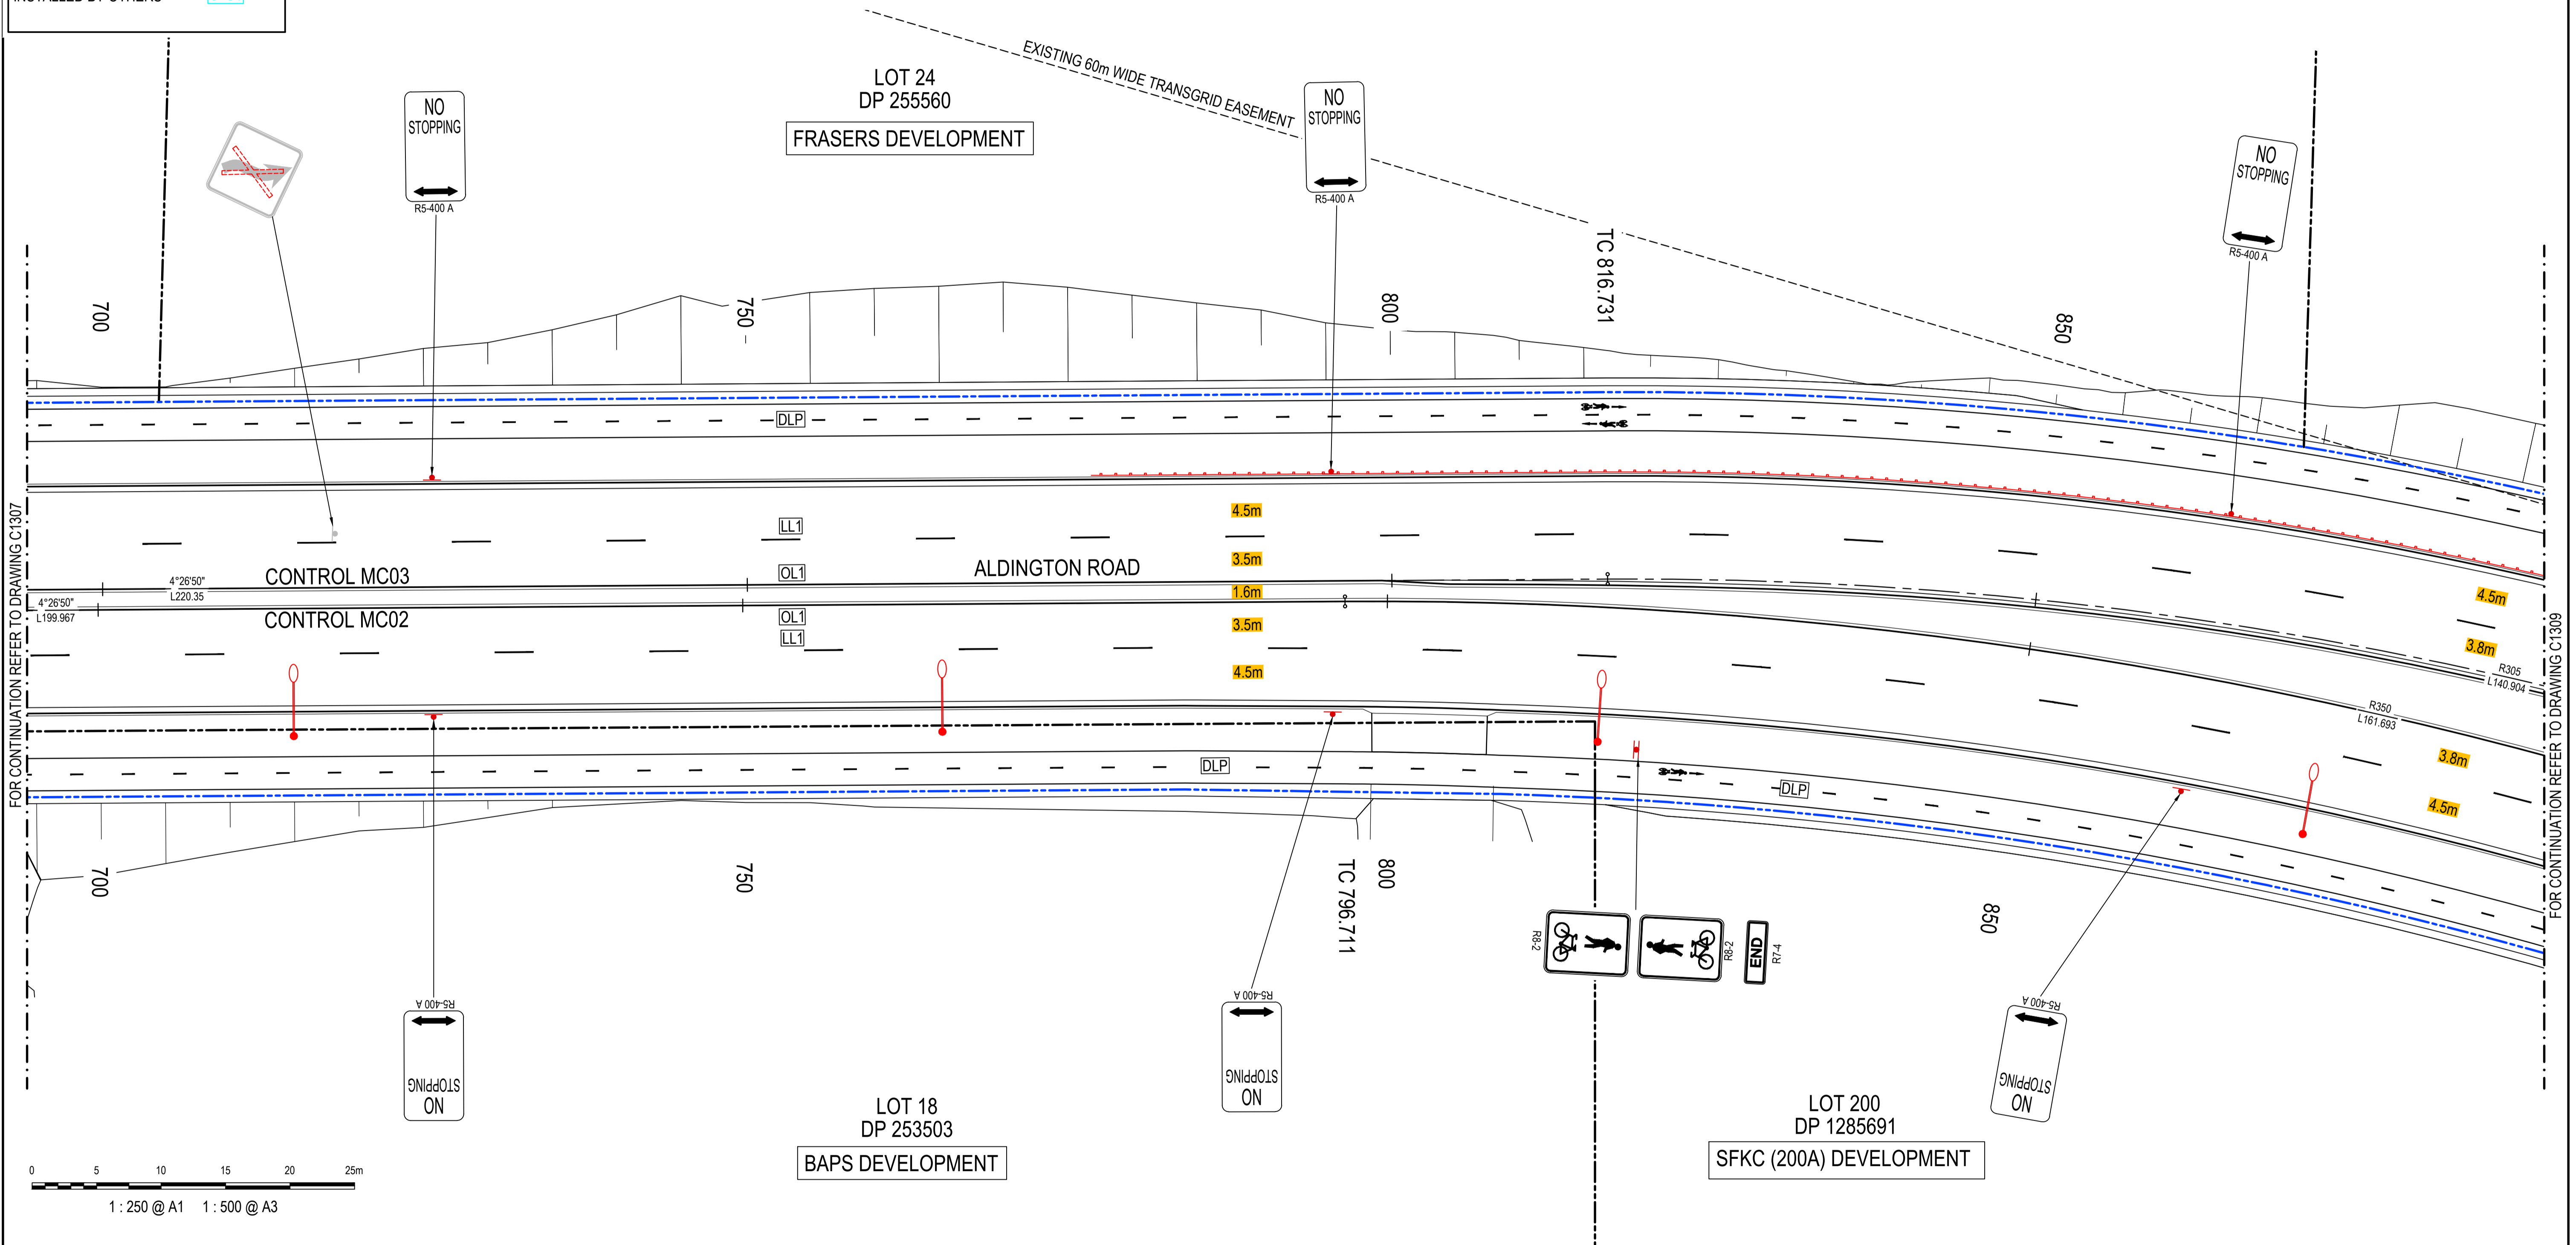 LOT 24
DP 255560
FRASERS DEVELOPMENT
EXISTING 60m WIDE TRANSGRID EASEMENT
NO
STOPPING
R5-400 A
NO
STOPPING
R5-400 A
NO
STOPPING
R5-400 A
700
750
800
TC 816.731
850
DLP
FOR CONTINUATION REFER TO DRAWING C1307
LL1
4.5m
3.5m
OL1
ALDINGTON ROAD
CONTROL MC03
4°26'50"
L220.35
1.6m
4°26'50"
L199.967
CONTROL MC02
OL1
LL1
3.5m
4.5m
4.5m
3.8m
R305
L140.904
R350
L161.693
3.8m
4.5m
FOR CONTINUATION REFER TO DRAWING C1309
DLP
DLP
700
750
TC 796.711
800
850
R8-2
R8-2
END
R7-4
R5-400 A
NO
STOPPING
R5-400 A
NO
STOPPING
R5-400 A
NO
STOPPING
LOT 18
DP 253503
BAPS DEVELOPMENT
LOT 200
DP 1285691
SFKC (200A) DEVELOPMENT
0 5 10 15 20 25m
1 : 250 @ A1 1 : 500 @ A3